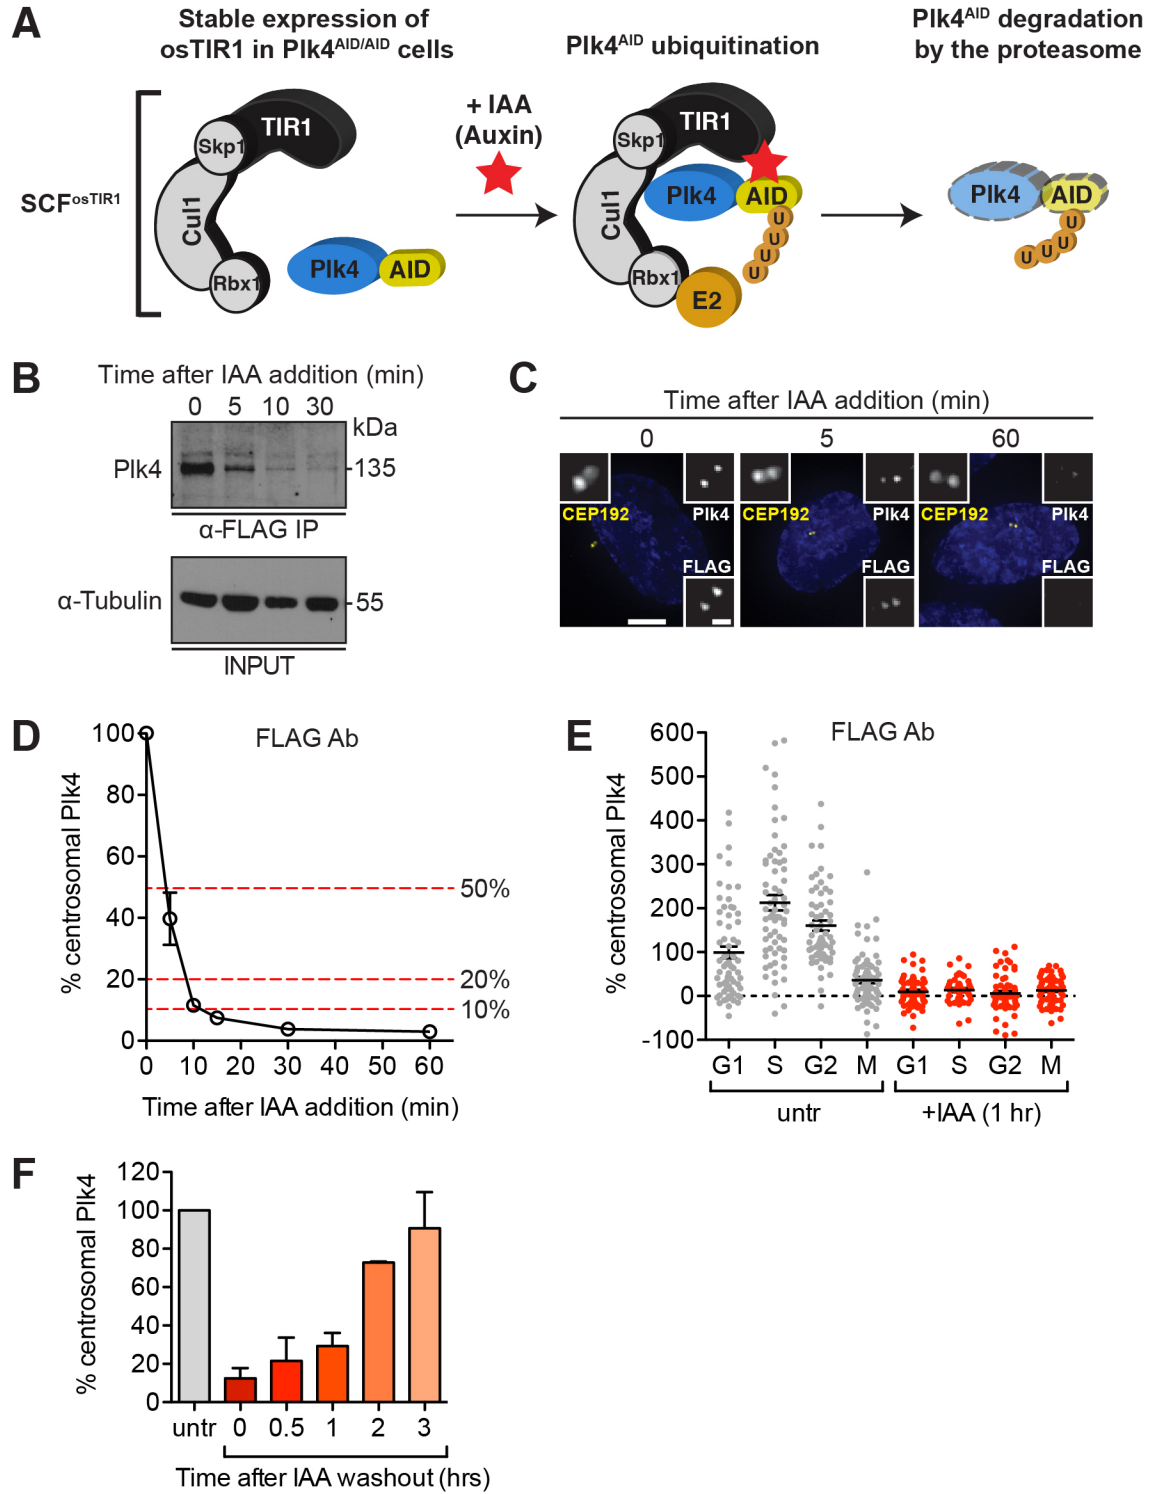 A
Stable expression of
osTIR1 in Plk4AID/AID cells
Plk4AID ubiquitination
Plk4AID degradation
by the proteasome
SCFosTIR1
Skp1
TIR1
Cul1
Rbx1
Plk4
AID
+ IAA
(Auxin)
Skp1
TIR1
Cul1
Plk4
AID
U
U
U
U
Rbx1
E2
Plk4
AID
U
U
U
U
B
Time after IAA addition (min)
0 5 10 30
kDa
Plk4
135
α-FLAG IP
α-Tubulin
55
INPUT
C
Time after IAA addition (min)
0 5 60
CEP192 Plk4
FLAG
CEP192 Plk4
FLAG
CEP192 Plk4
FLAG
D
FLAG Ab
% centrosomal Plk4
100
80
60
40
20
0
50%
20%
10%
0 10 20 30 40 50 60
Time after IAA addition (min)
E
FLAG Ab
% centrosomal Plk4
600
500
400
300
200
100
0
-100
G1 S G2 M G1 S G2 M
untr +IAA (1 hr)
F
% centrosomal Plk4
120
100
80
60
40
20
0
untr 0 0.5 1 2 3
Time after IAA washout (hrs)